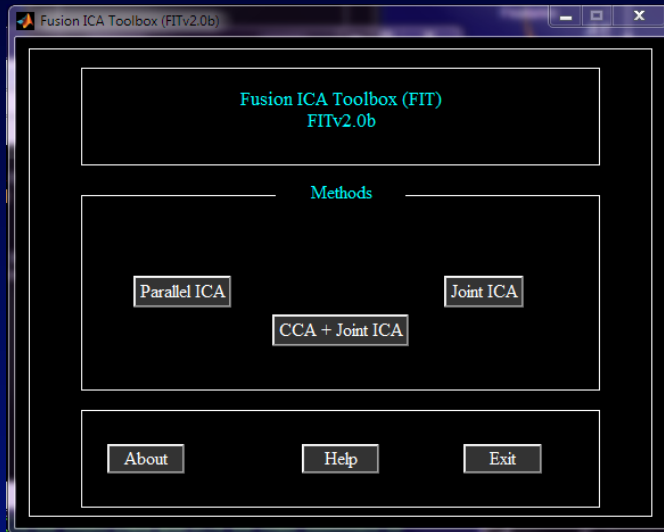 Fusion ICA Toolbox (FITv2.0b)
Fusion ICA Toolbox (FIT)
FITv2.0b
Methods
Parallel ICA
Joint ICA
CCA + Joint ICA
About
Help
Exit